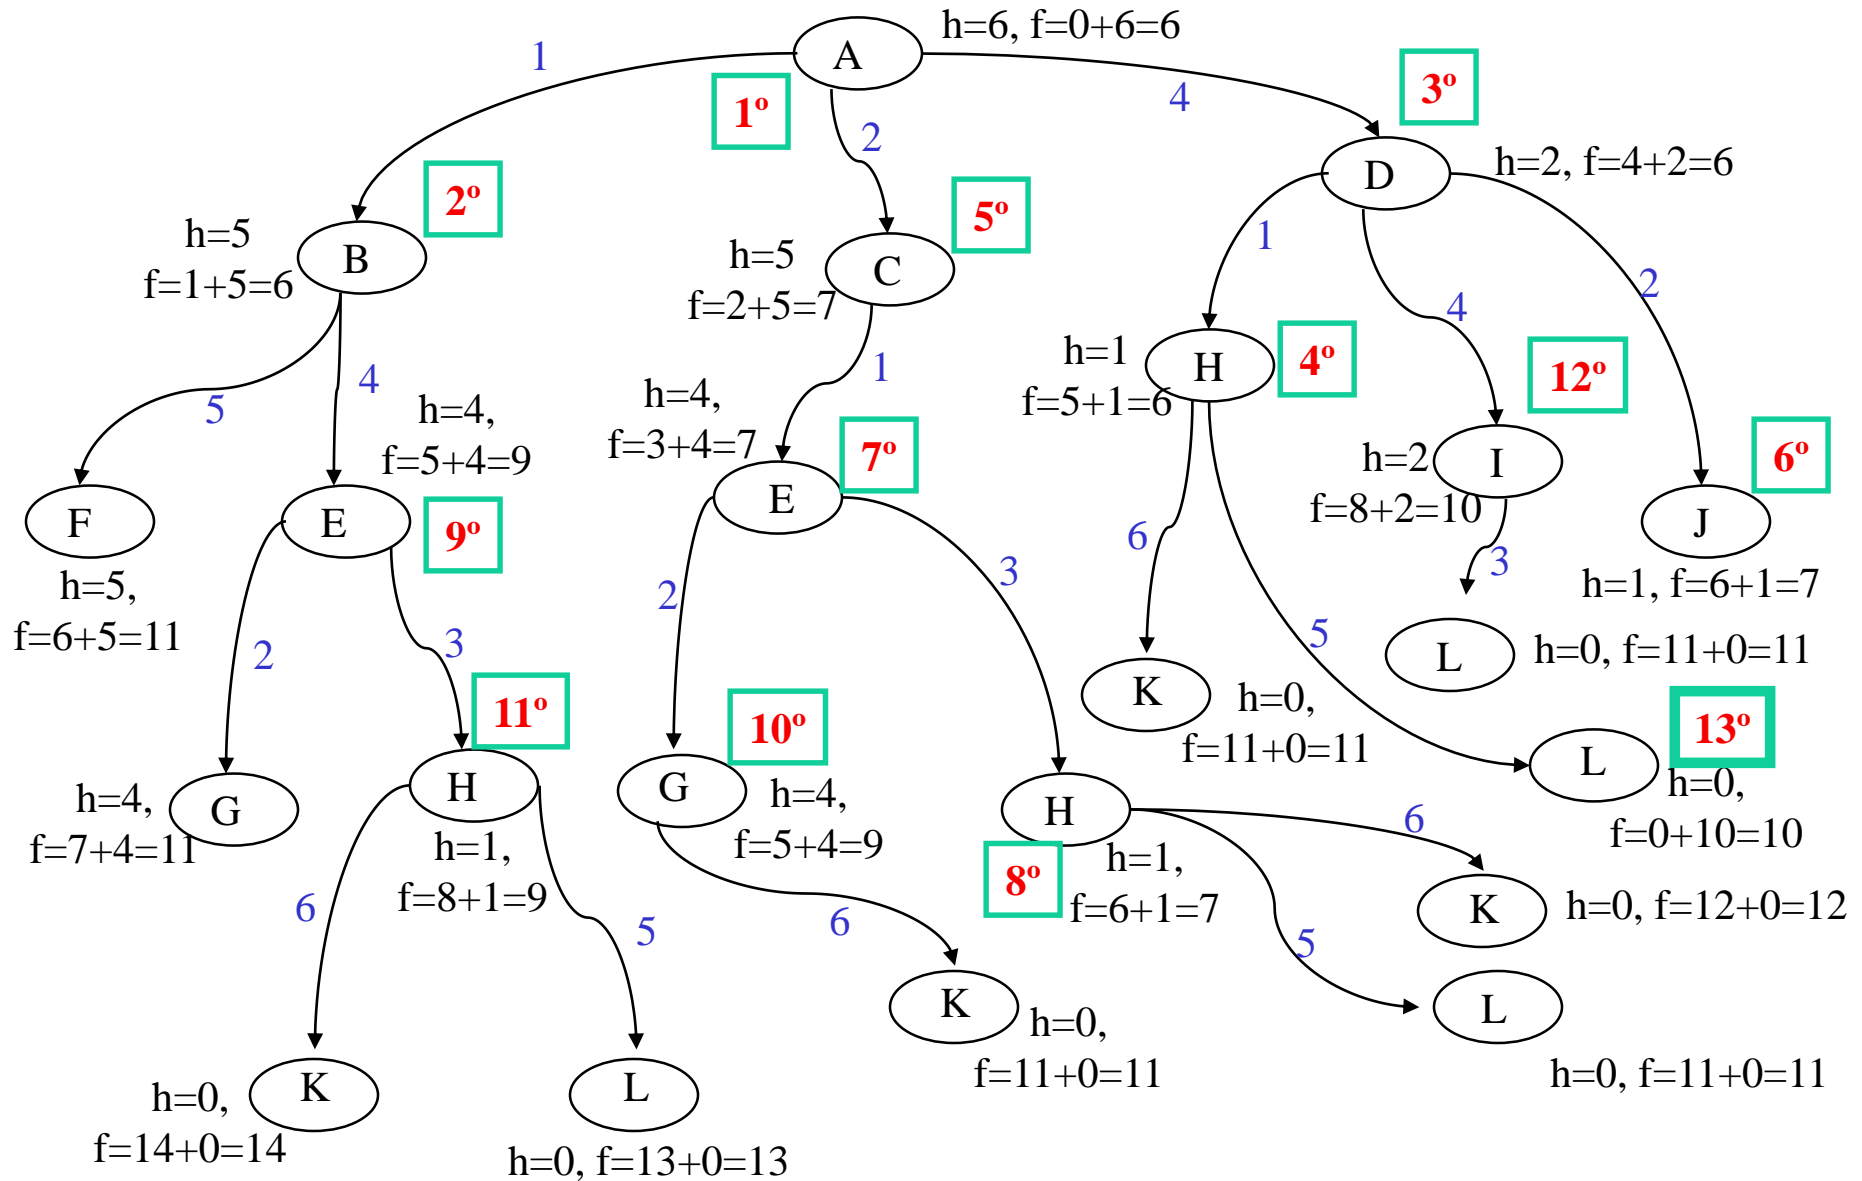 h=6, f=0+6=6
A
1
4
3º
1º
2
D
h=2, f=4+2=6
2º
5º
h=5
f=1+5=6
B
h=5
f=2+5=7
C
1
4
2
5
4
h=4,
f=5+4=9
1
h=4,
f=3+4=7
7º
h=1
f=5+1=6
H
4º
12º
h=2
f=8+2=10
I
6º
F
E
9º
E
J
h=5,
f=6+5=11
2
3
2
3
6
5
3
h=1, f=6+1=7
L
h=0, f=11+0=11
K
h=0,
f=11+0=11
11º
10º
13º
L
h=0,
f=0+10=10
h=4,
f=7+4=11
G
H
h=1,
f=8+1=9
G
h=4,
f=5+4=9
H
8º
h=1,
f=6+1=7
6
K
h=0, f=12+0=12
6
5
6
5
K
h=0,
f=11+0=11
L
h=0, f=11+0=11
K
h=0,
f=14+0=14
L
h=0, f=13+0=13